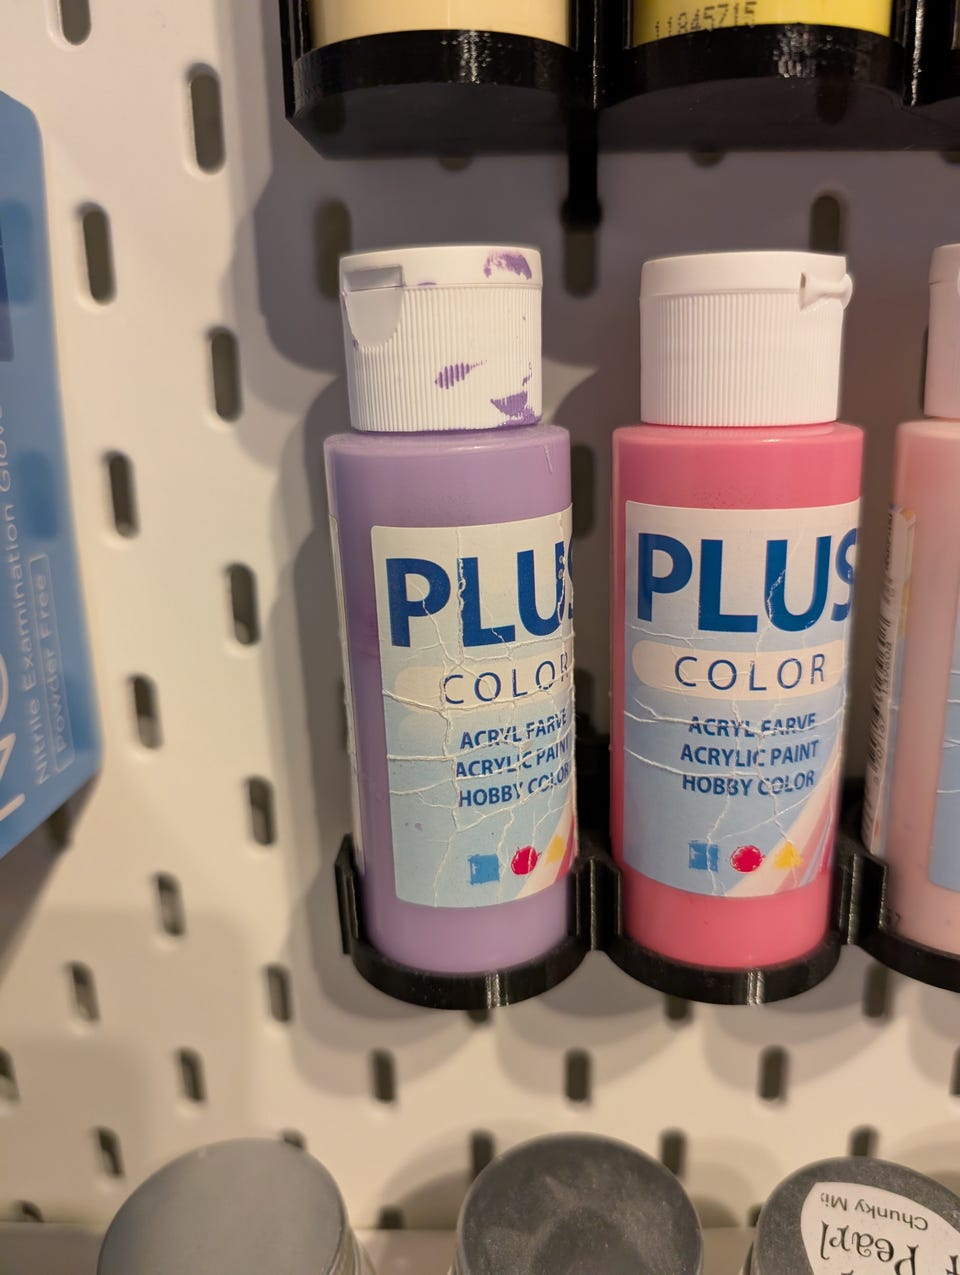 11845715
PLUS
COLOR
ACRYL FARVE
ACRYLIC PAINT
HOBBY COLOR
PLUS
COLOR
ACRYL FARVE
ACRYLIC PAINT
HOBBY COLOR
Nitrile Examination Glove
Powder Free
Pearl
Chunky Mi